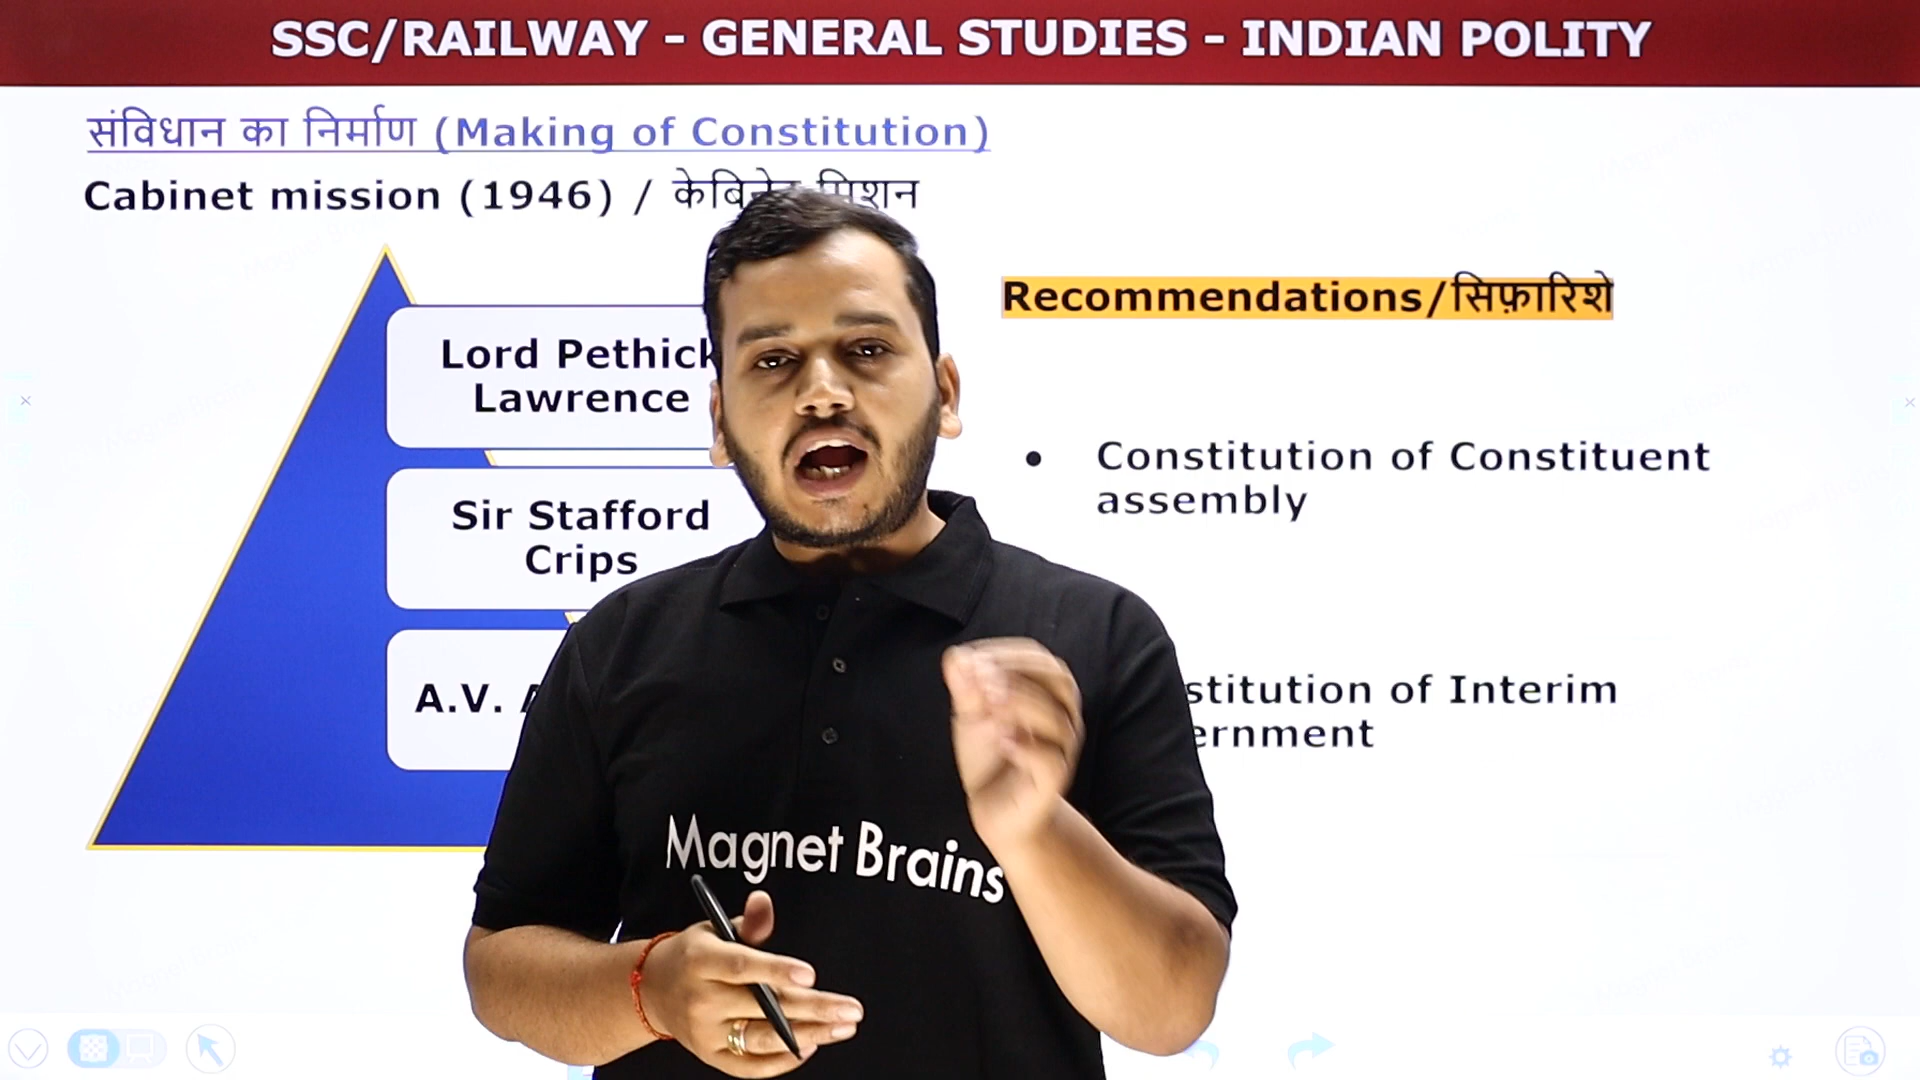 SSC/RAILWAY - GENERAL STUDIES - INDIAN POLITY
संविधान का निर्माण (Making of Constitution)
Cabinet mission (1946) /
Lord Pethick
Lawrence
Sir Stafford
Crips
A.V.
Recommendations/सिफ़ारिशे
• Constitution of Constituent
assembly
stitution of Interim
ernment
Magnet Brains